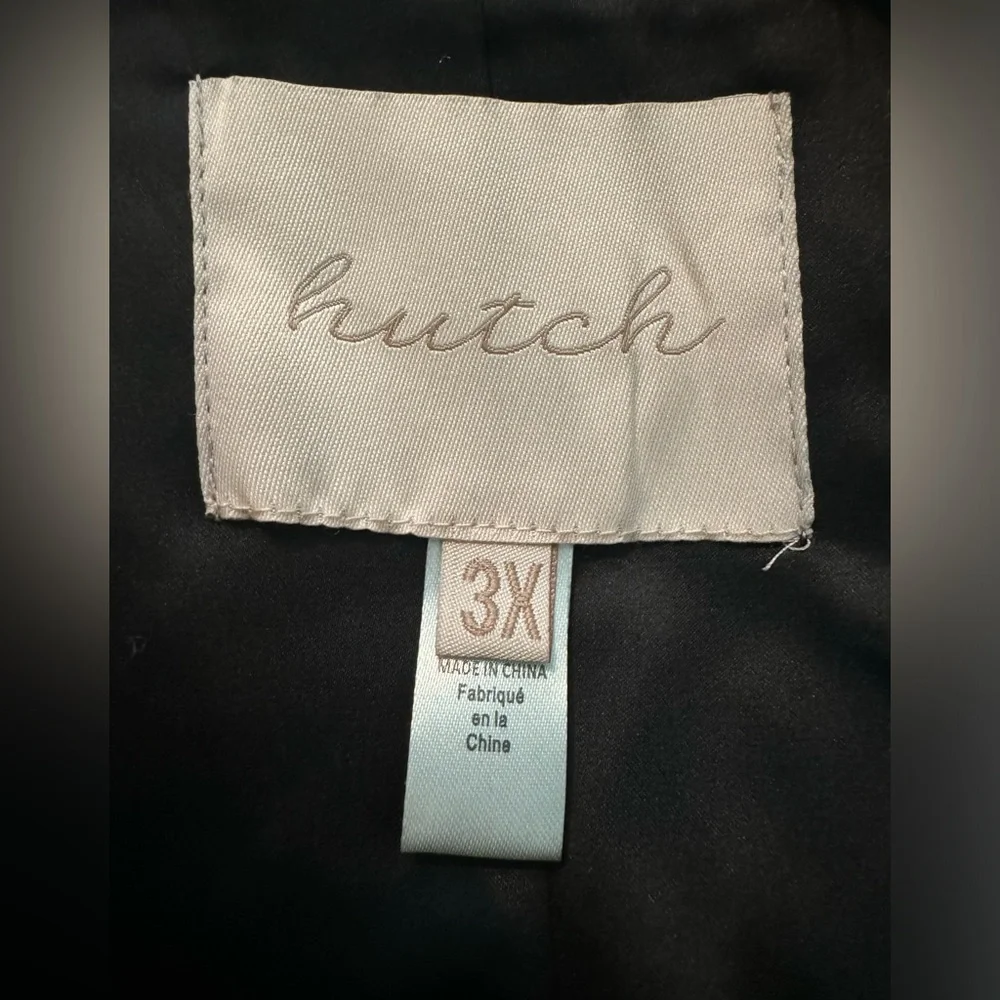 hutch
3X
MADE IN CHINA
Fabriqué
en la
Chine